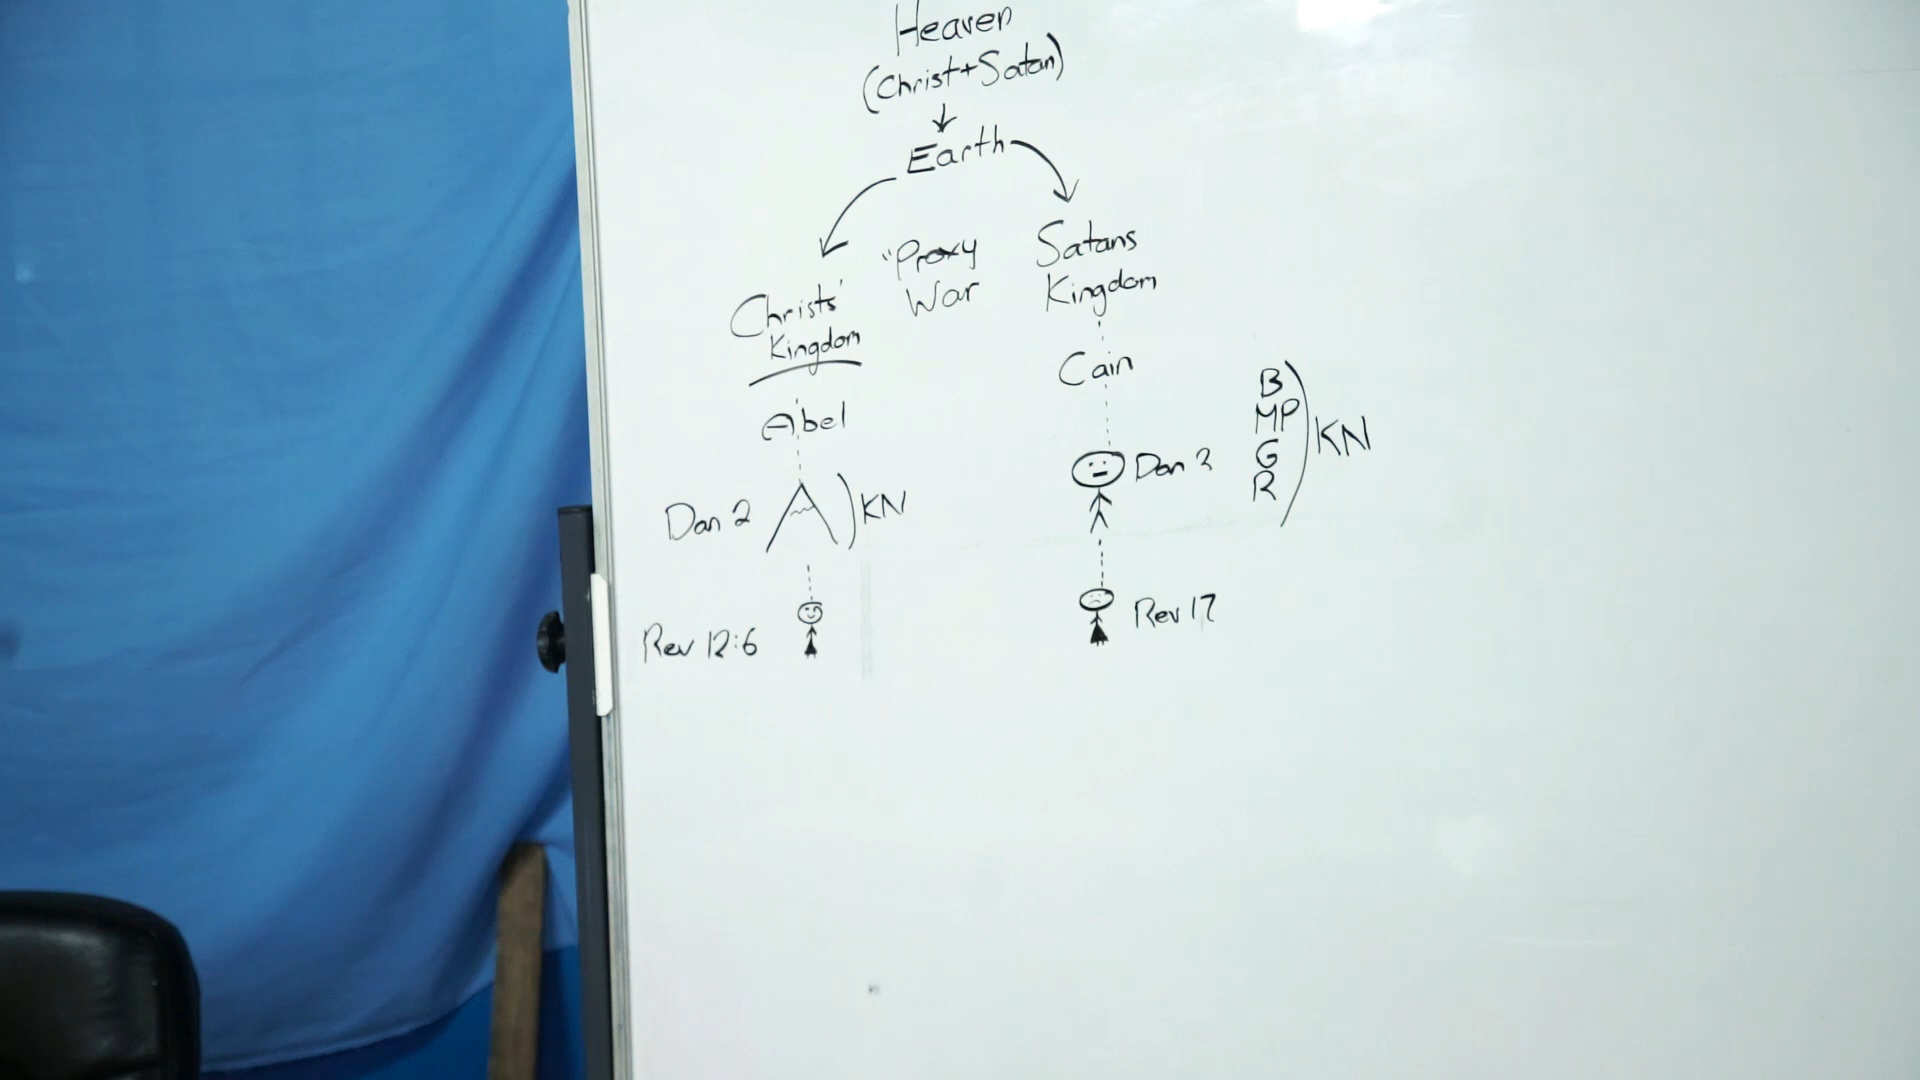 Heaven
(Christ+Satan)
Earth
"Proxy
War
Christs'
Kingdom
Abel
Dan 2
KN
Rev 12:6
Satans
Kingdom
Cain
Dan 2
B
MP
G
R
KN
Rev 17